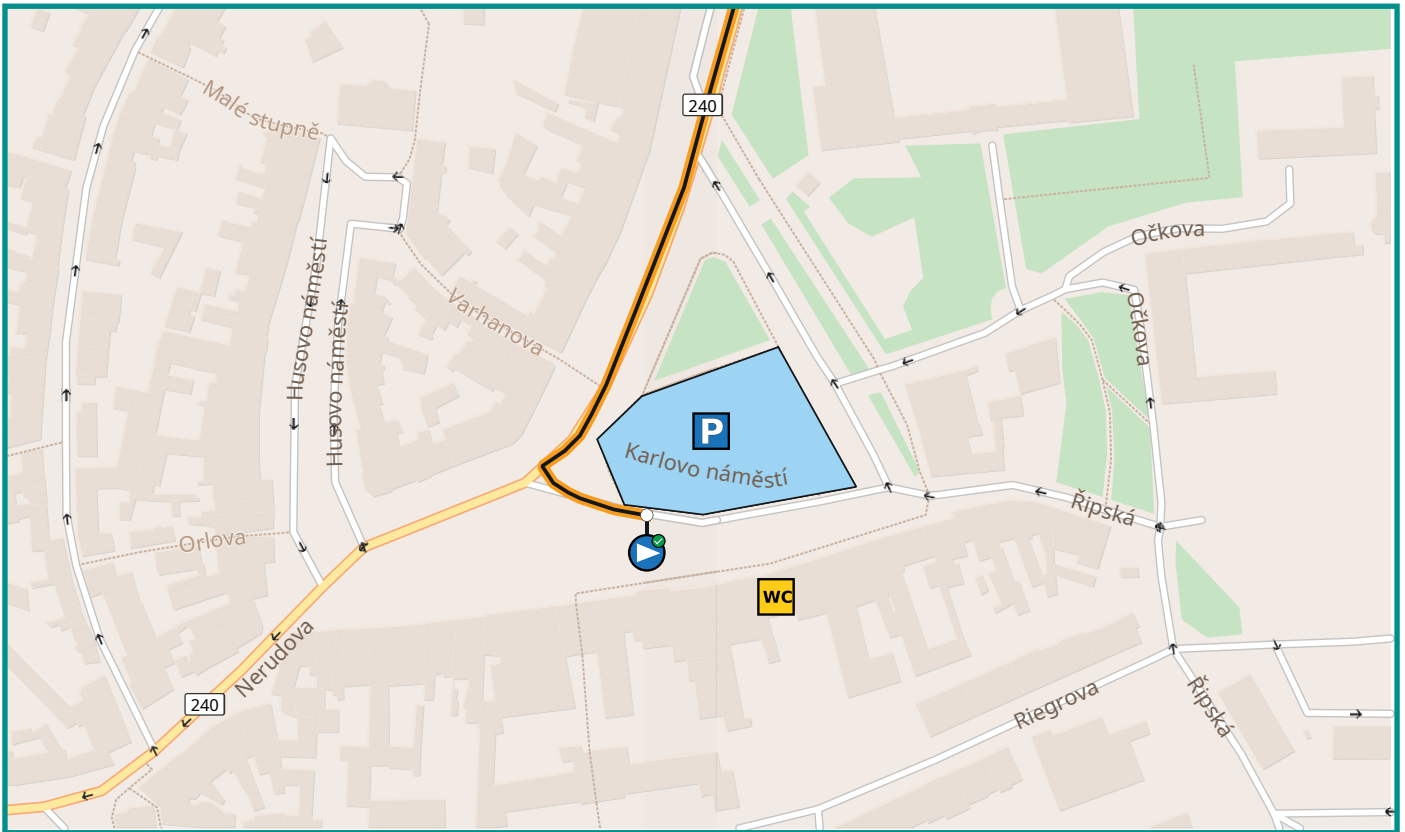 Malé stupně
240
Očkova
Husovo náměstí
Husovo náměstí
Varhanova
Očkova
P
Karlovo náměstí
Řipská
Orlova
WC
Nerudova
240
Riegrova
Řipská